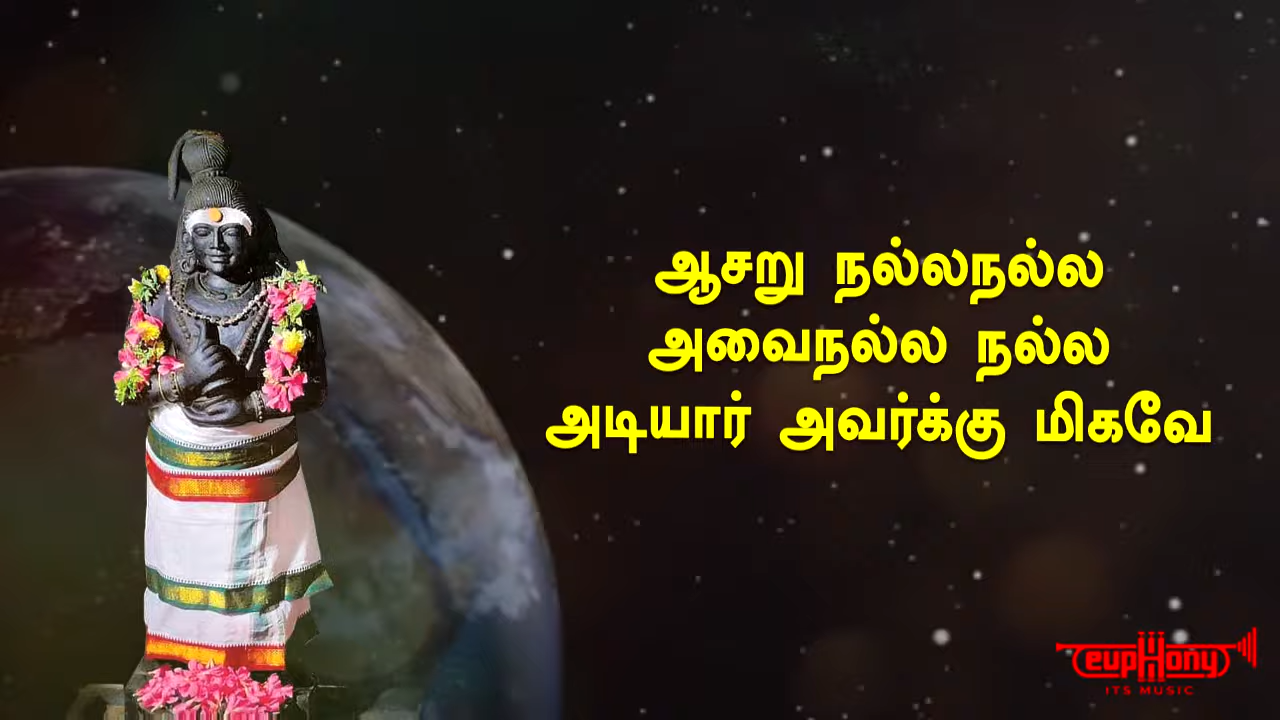 ஆசறு நல்லநல்ல
அவைநல்ல நல்ல
அடியார் அவர்க்கு மிகவே
euphony
ITS MUSIC